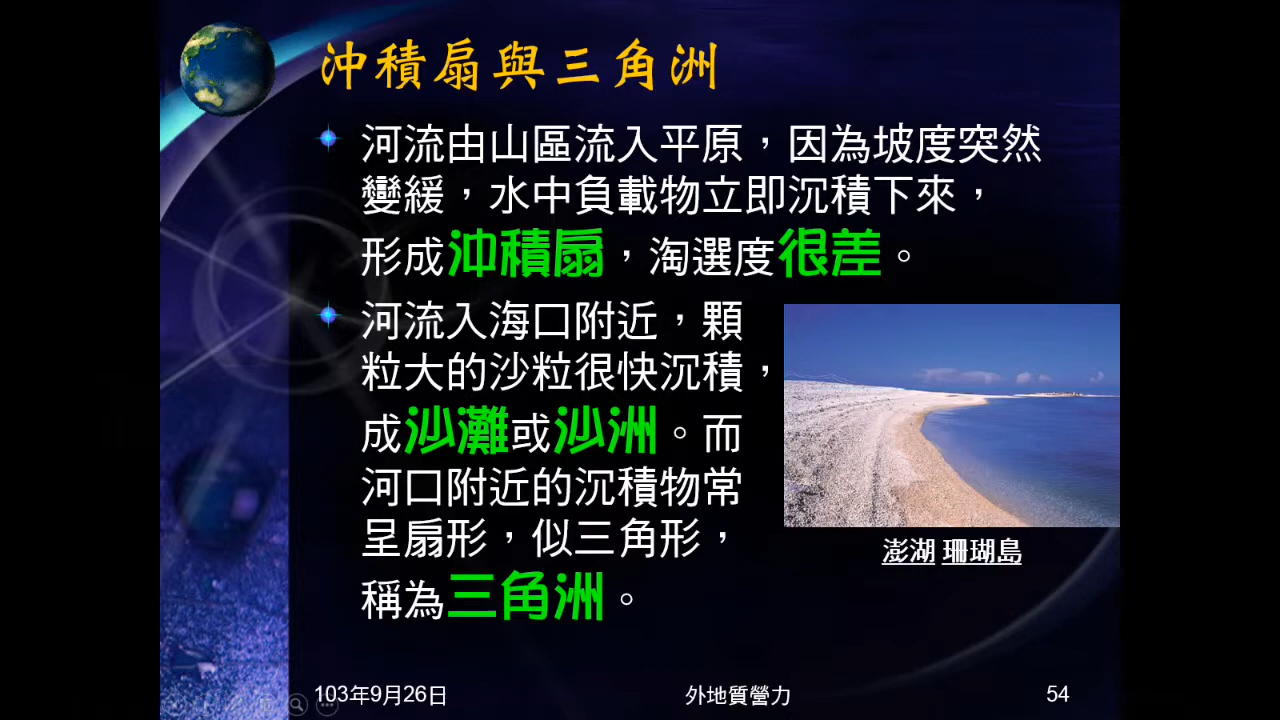 沖積扇與三角洲
河流由山區流入平原，因為坡度突然
變緩，水中負載物立即沉積下來，
形成沖積扇，淘選度很差。
河流入海口附近，顆
粒大的沙粒很快沉積，
成沙灘或沙洲。而
河口附近的沉積物常
呈扇形，似三角形，
稱為三角洲。
澎湖 珊瑚島
103年9月26日
外地質營力
54